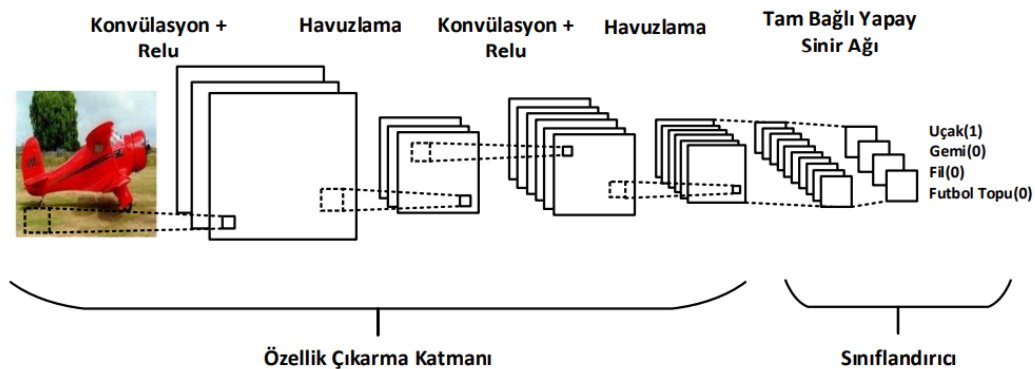 Konvülasyon +
Relu
Havuzlama
Konvülasyon +
Relu
Havuzlama
Tam Bağlı Yapay
Sinir Ağı
Uçak(1)
Gemi(0)
Fil(0)
Futbol Topu(0)
Özellik Çıkarma Katmanı
Sınıflandırıcı